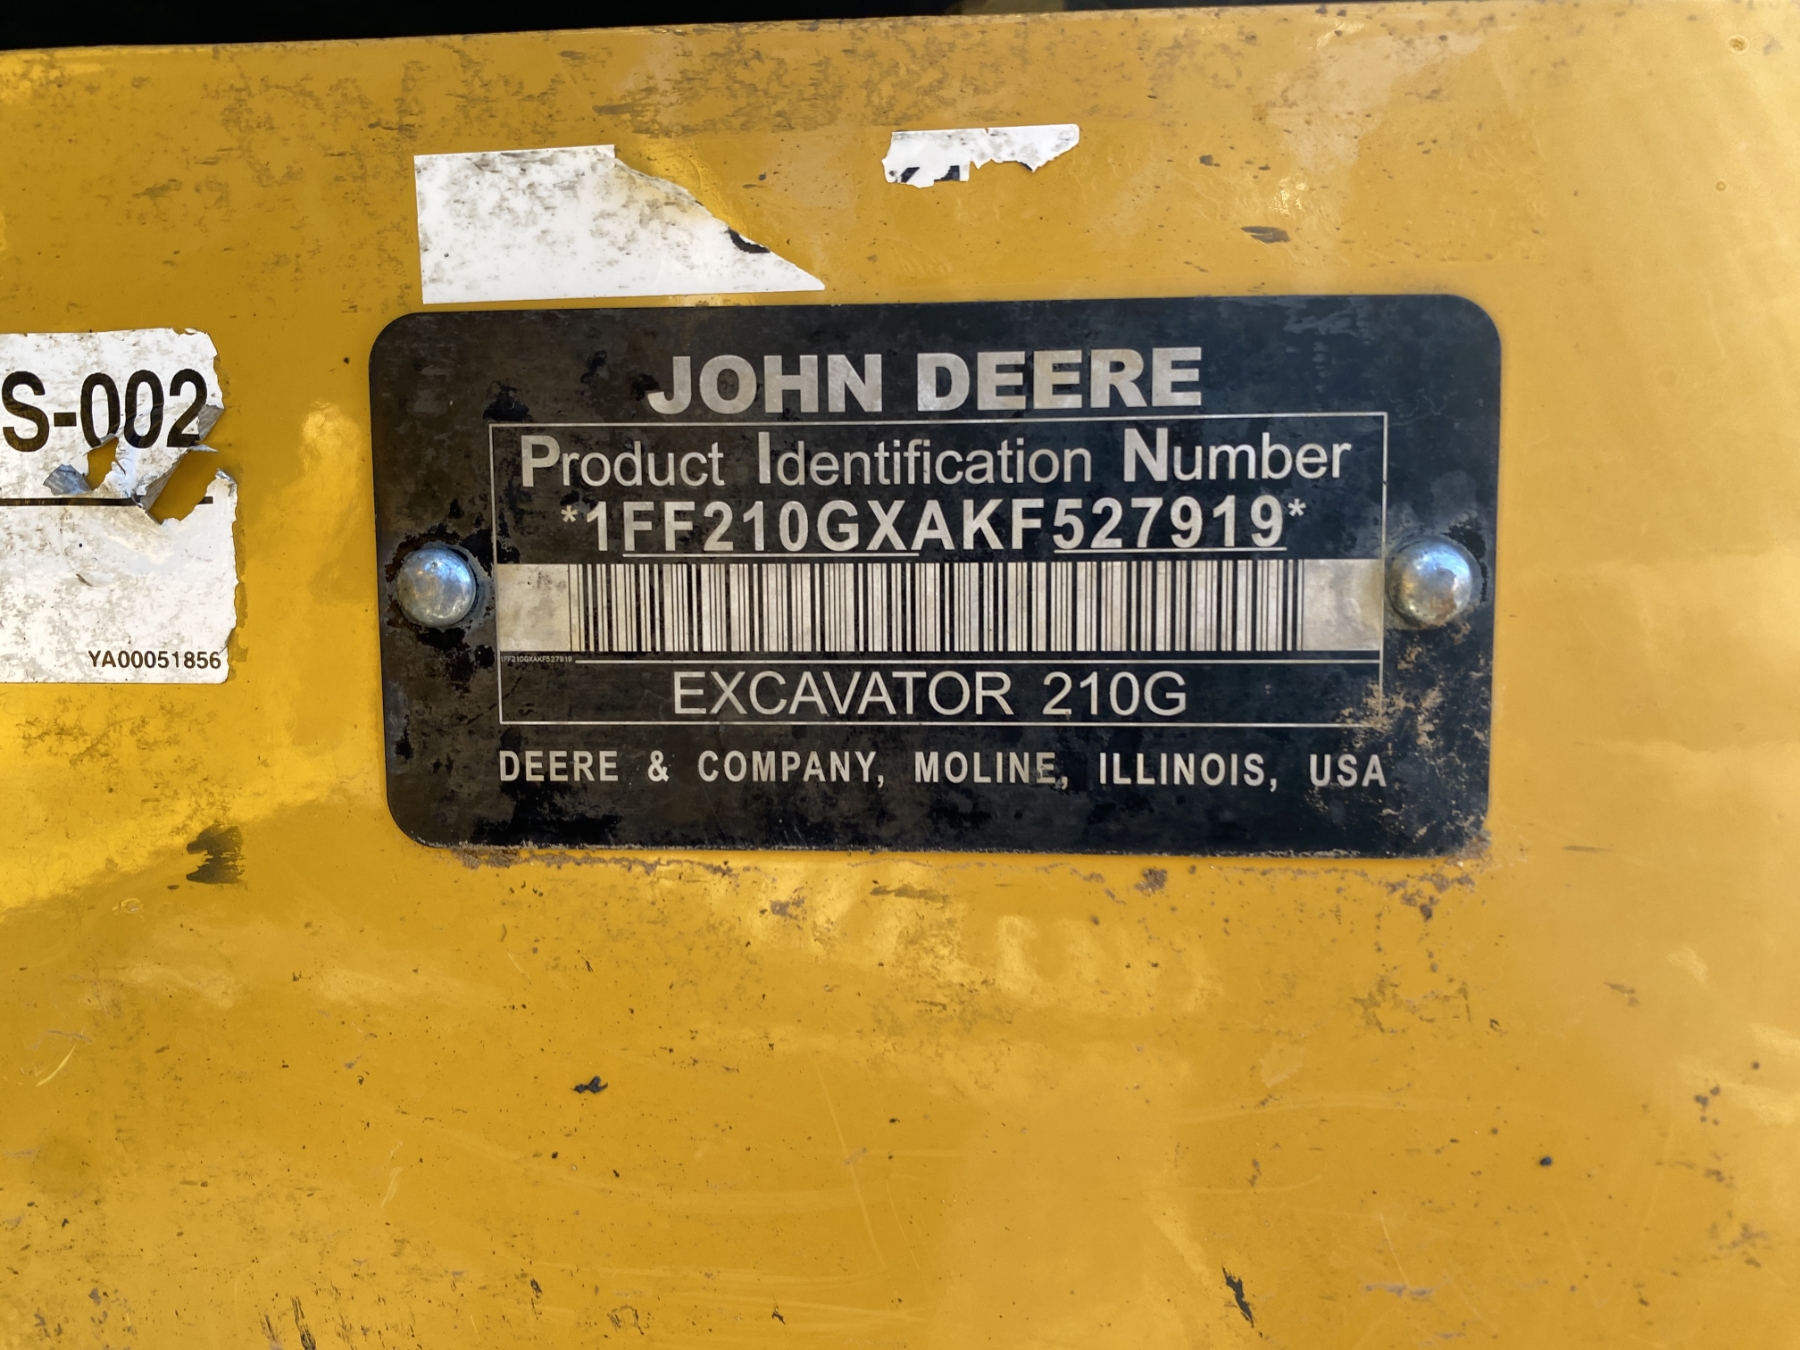 S-002
YA00051856
JOHN DEERE
Product Identification Number
*1FF210GXAKF527919*
1FF210GXAKF527919
EXCAVATOR 210G
DEERE & COMPANY, MOLINE, ILLINOIS, USA